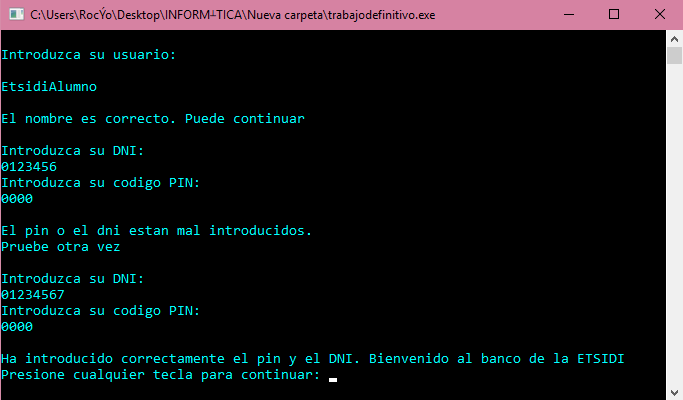 C:\Users\RocÝo\Desktop\INFORM┴TICA\Nueva carpeta\trabajodefinitivo.exe
Introduzca su usuario:
EtsidiAlumno
El nombre es correcto. Puede continuar
Introduzca su DNI:
0123456
Introduzca su codigo PIN:
0000
El pin o el dni estan mal introducidos.
Pruebe otra vez
Introduzca su DNI:
01234567
Introduzca su codigo PIN:
0000
Ha introducido correctamente el pin y el DNI. Bienvenido al banco de la ETSIDI
Presione cualquier tecla para continuar: